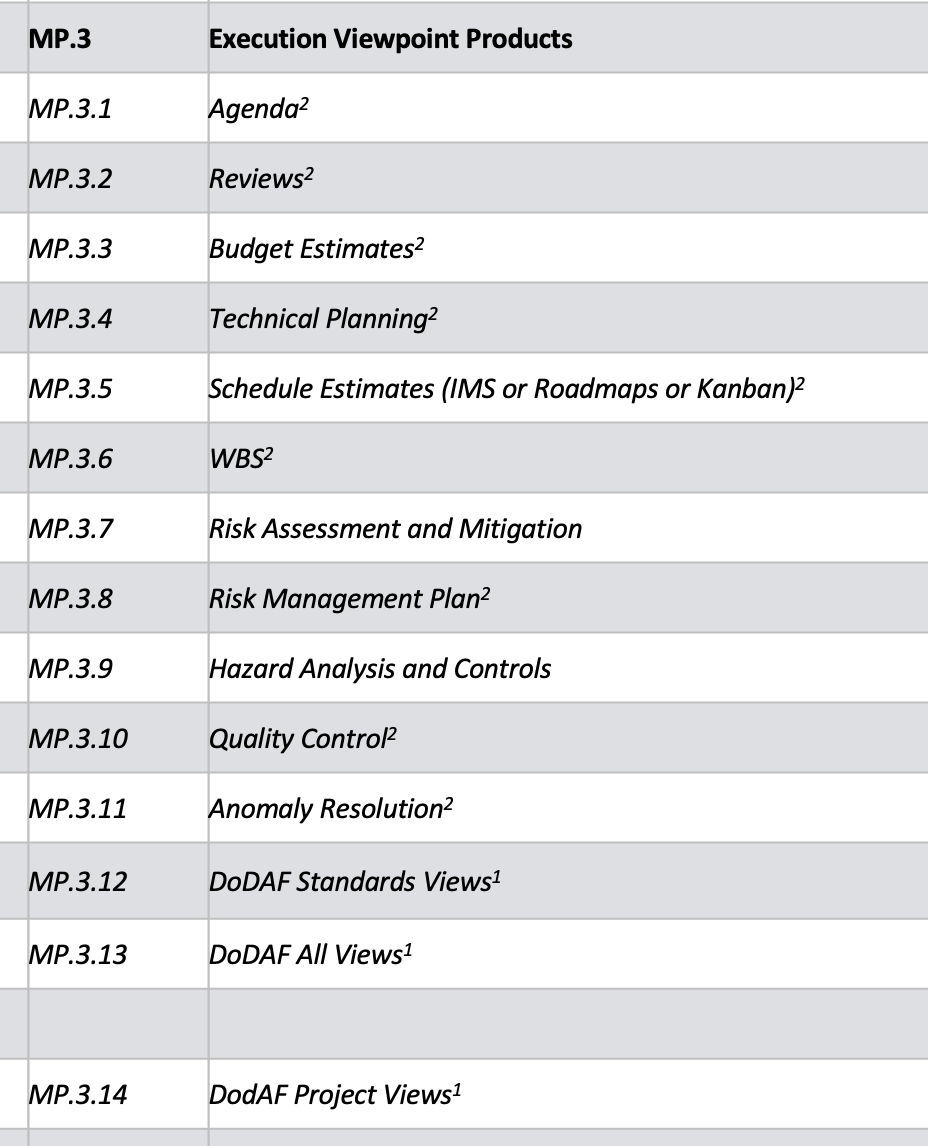 MP.3 Execution Viewpoint Products
MP.3.1 Agenda²
MP.3.2 Reviews²
MP.3.3 Budget Estimates²
MP.3.4 Technical Planning²
MP.3.5 Schedule Estimates (IMS or Roadmaps or Kanban)²
MP.3.6 WBS²
MP.3.7 Risk Assessment and Mitigation
MP.3.8 Risk Management Plan²
MP.3.9 Hazard Analysis and Controls
MP.3.10 Quality Control²
MP.3.11 Anomaly Resolution²
MP.3.12 DoDAF Standards Views¹
MP.3.13 DoDAF All Views¹
MP.3.14 DodAF Project Views¹